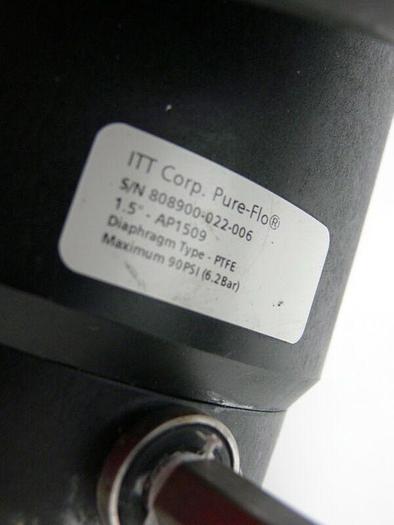 ITT Corp. Pure-Flo®
S/N 808900-022-006
1.5" - AP1509
Diaphragm Type - PTFE
Maximum 90PSI (6.2Bar)